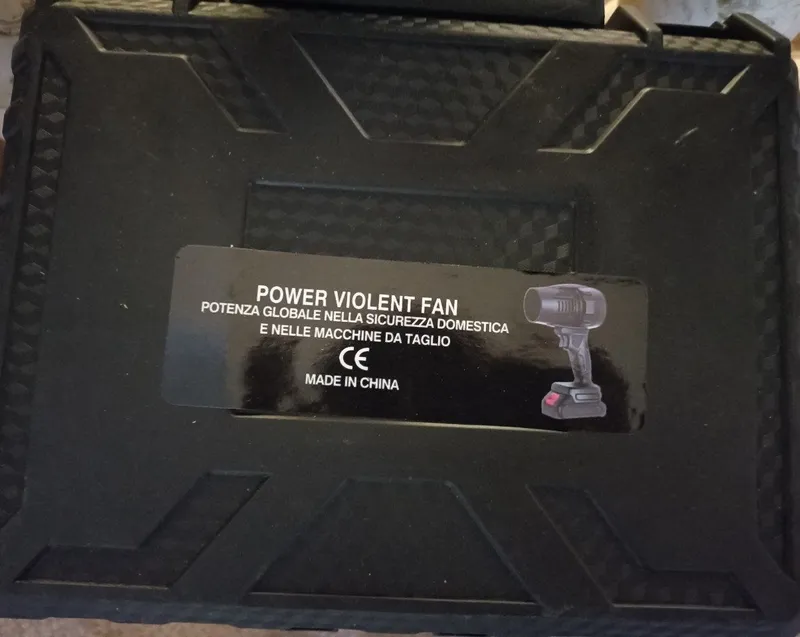 POWER VIOLENT FAN
POTENZA GLOBALE NELLA SICUREZZA DOMESTICA
E NELLE MACCHINE DA TAGLIO
CE
MADE IN CHINA